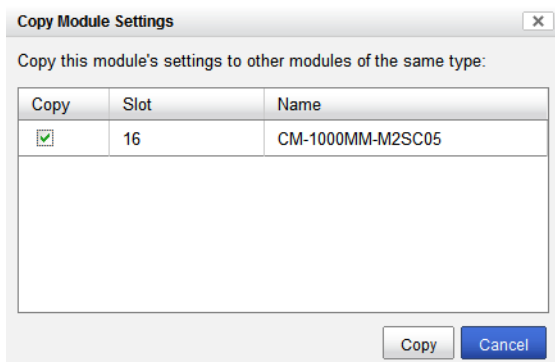 Copy Module Settings
Copy this module's settings to other modules of the same type:
Copy Slot Name
16 CM-1000MM-M2SC05
Copy Cancel